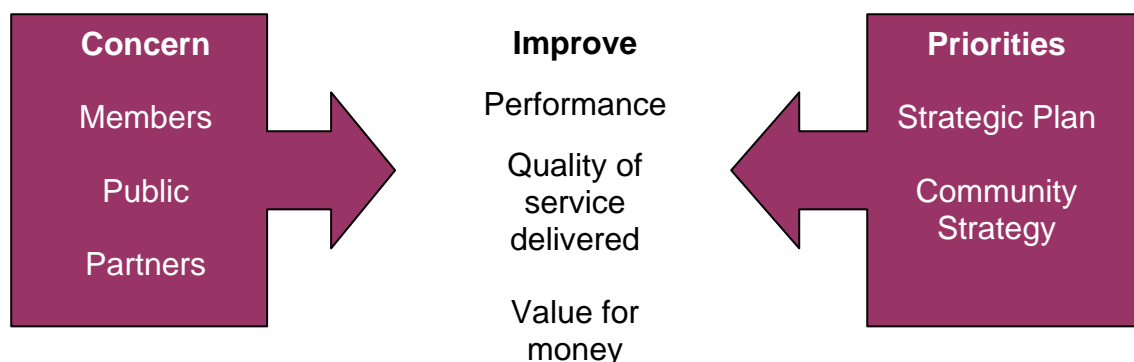 Concern
Members
Public
Partners
Improve
Performance
Quality of
service
delivered
Value for
money
Priorities
Strategic Plan
Community
Strategy